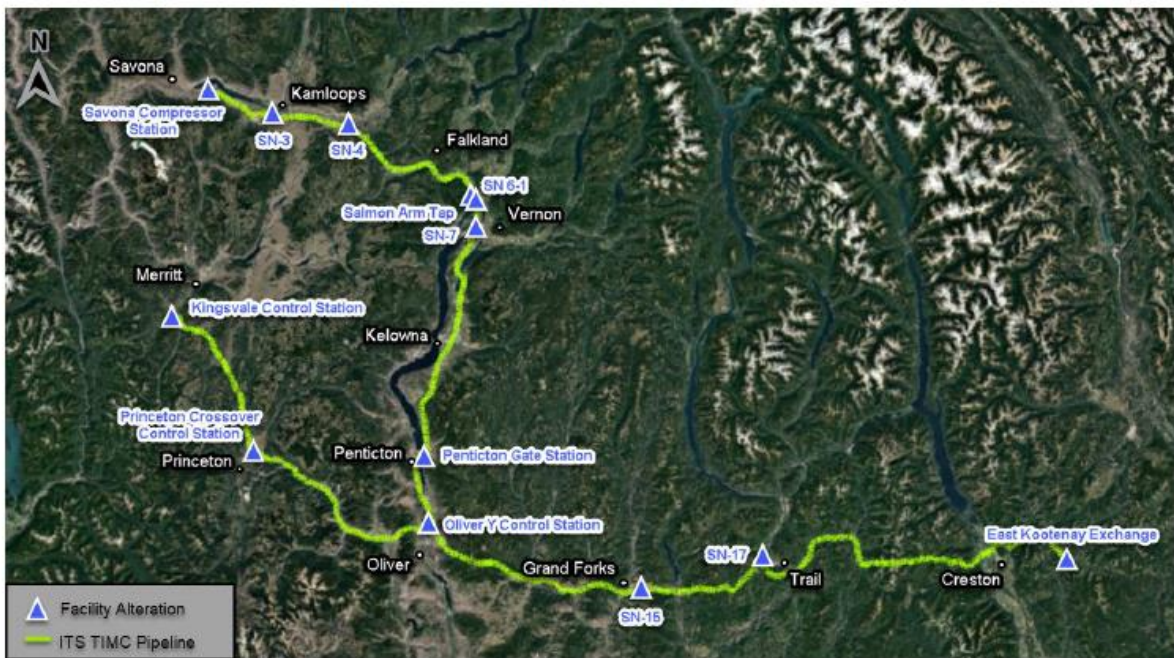 N
Savona
Savona Compressor
Station
Kamloops
SN-3
SN-4
Falkland
SN 6-1
Salmon Arm Tap
SN-7
Vernon
Merritt
Kingsvale Control Station
Kelowna
Princeton Crossover
Control Station
Princeton
Penticton
Penticton Gate Station
Oliver Y Control Station
Oliver
Grand Forks
SN-15
SN-17
Trail
East Kootenay Exchange
Creston
Facility Alteration
ITS TIMC Pipeline